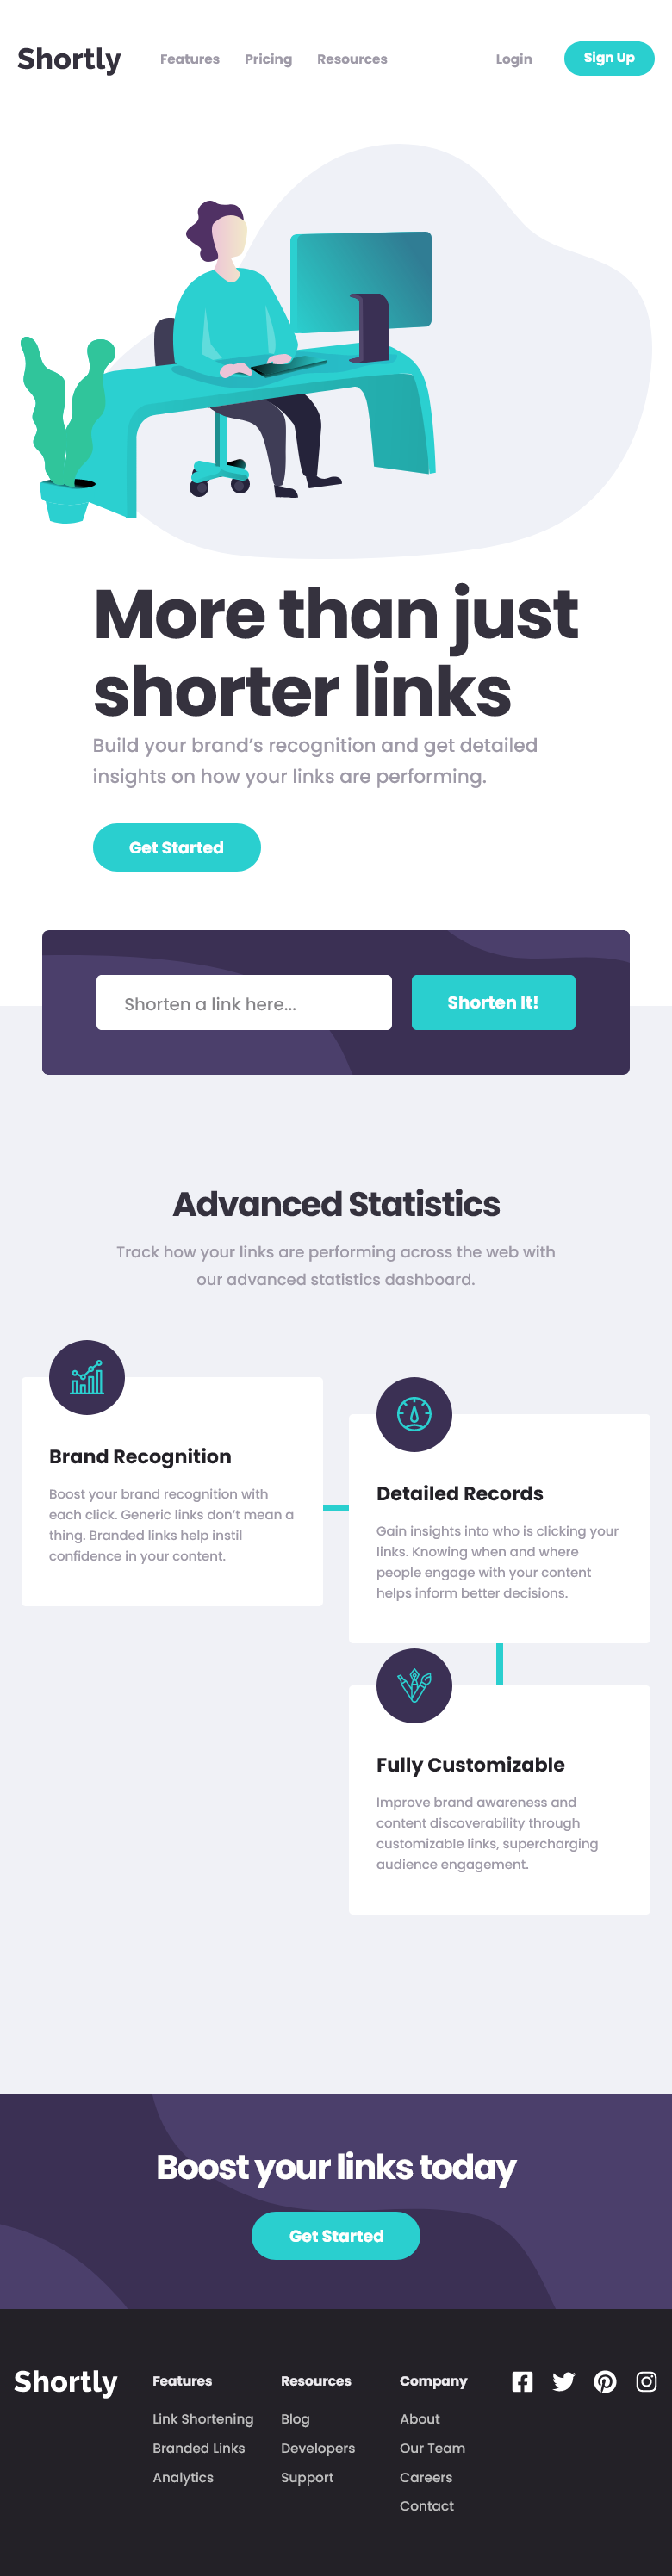 Shortly
Features
Pricing
Resources
Login
Sign Up
More than just
shorter links
Build your brand’s recognition and get detailed
insights on how your links are performing.
Get Started
Shorten a link here...
Shorten It!
Advanced Statistics
Track how your links are performing across the web with
our advanced statistics dashboard.
Brand Recognition
Boost your brand recognition with
each click. Generic links don’t mean a
thing. Branded links help instil
confidence in your content.
Detailed Records
Gain insights into who is clicking your
links. Knowing when and where
people engage with your content
helps inform better decisions.
Fully Customizable
Improve brand awareness and
content discoverability through
customizable links, supercharging
audience engagement.
Boost your links today
Get Started
Shortly
Features
Link Shortening
Branded Links
Analytics
Resources
Blog
Developers
Support
Company
About
Our Team
Careers
Contact